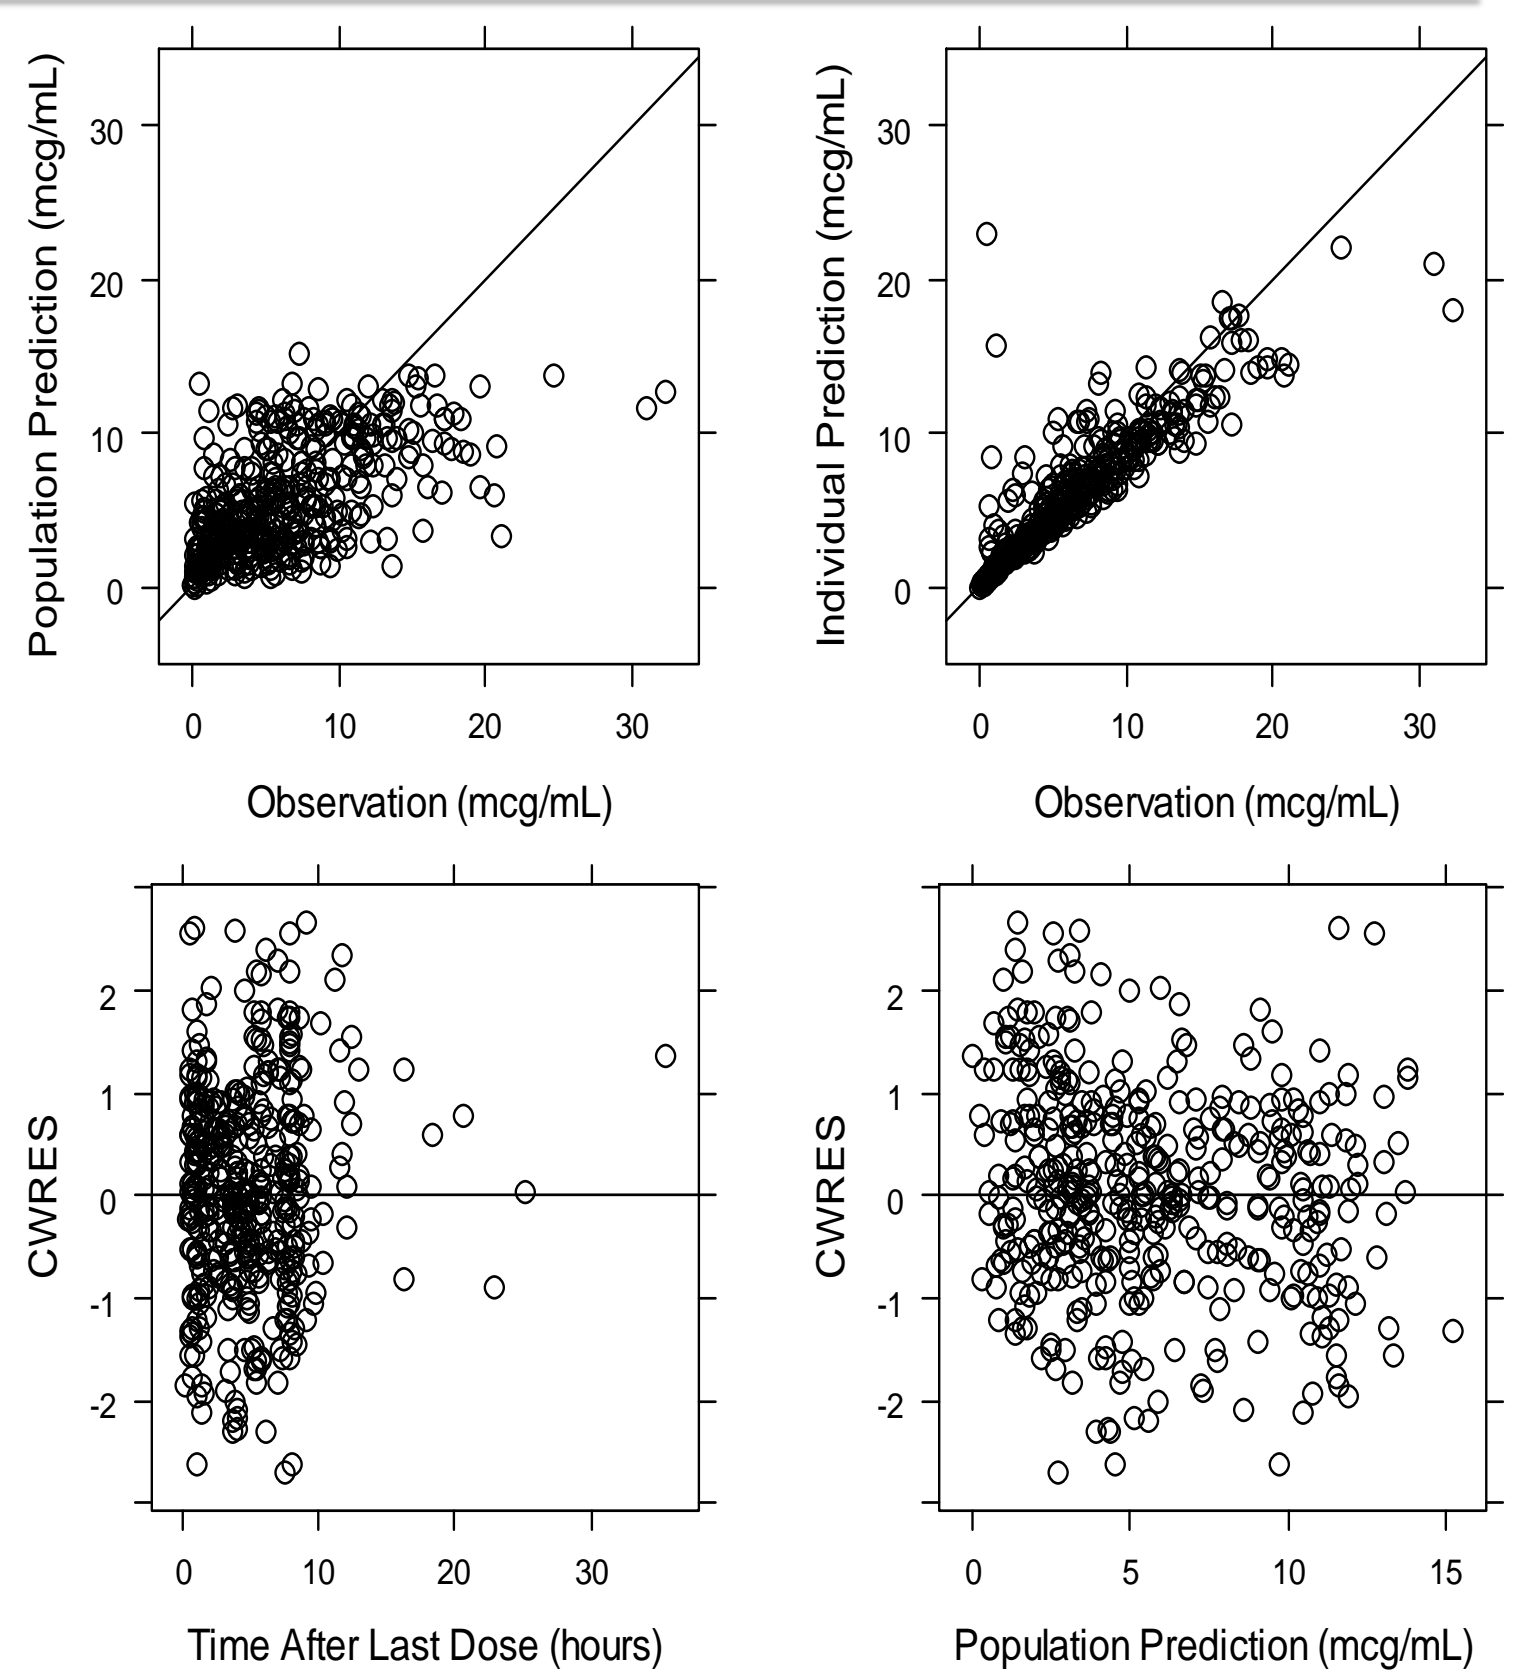 Population Prediction (mcg/mL)
30
20
10
0
0 10 20 30
Observation (mcg/mL)
Individual Prediction (mcg/mL)
30
20
10
0
0 10 20 30
Observation (mcg/mL)
CWRES
2
1
0
-1
-2
0 10 20 30
Time After Last Dose (hours)
CWRES
2
1
0
-1
-2
0 5 10 15
Population Prediction (mcg/mL)